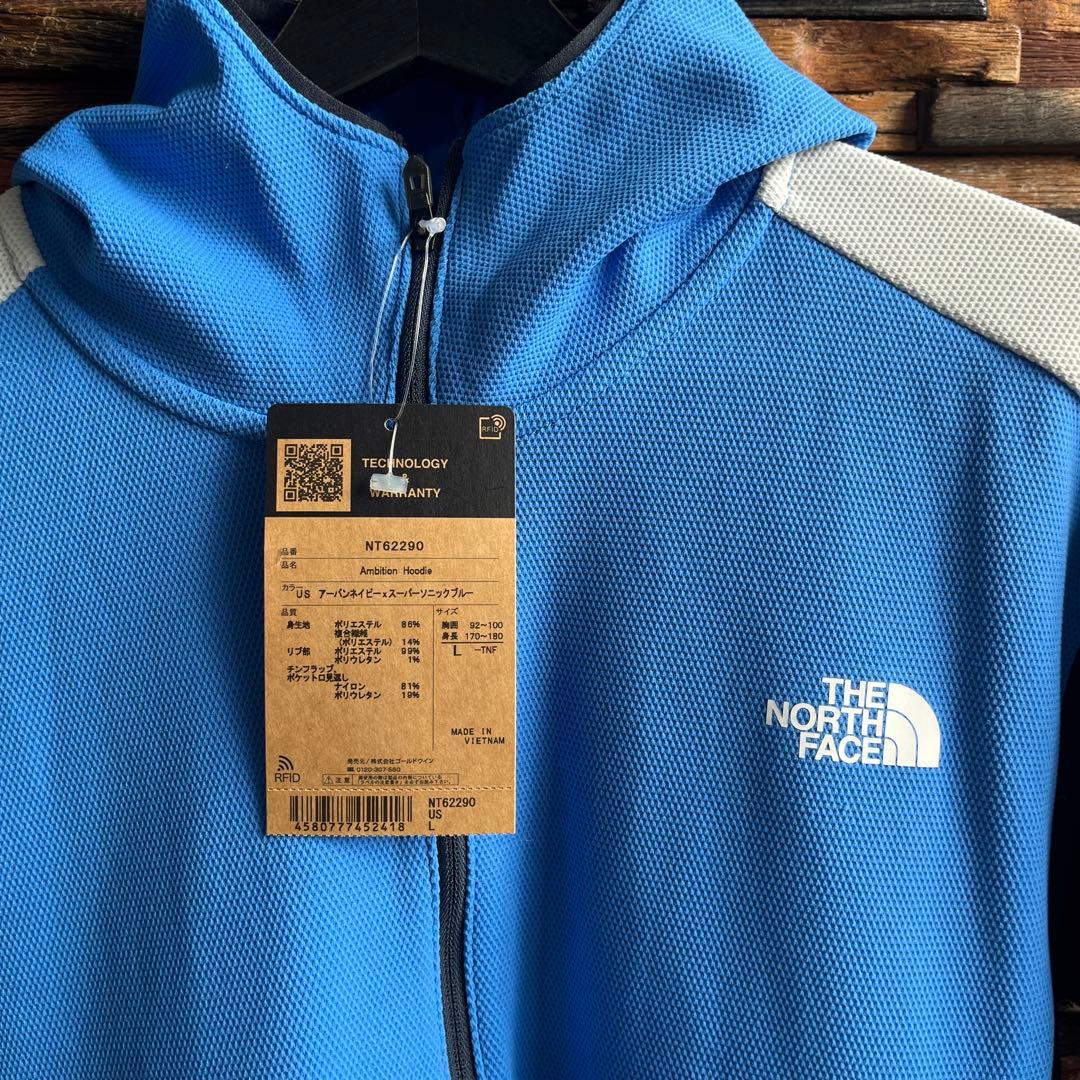 RFID
TECHNOLOGY
&
WARRANTY
品番 NT62290
品名 Ambition Hoodie
カラー US アーバンネイビーxスーパーソニックブルー
品質
身生地 ポリエステル 86%
複合繊維
(ポリエステル) 14%
リブ部 ポリエステル 99%
ポリウレタン 1%
チンフラップ、
ポケット口見返し
ナイロン 81%
ポリウレタン 19%
サイズ
胸囲 92〜100
身長 170〜180
L -TNF
MADE IN
VIETNAM
RFID
発売元/株式会社ゴールドウイン
☎ 0120-307-560
⚠注意
4580777452418
NT62290
US
L
THE
NORTH
FACE